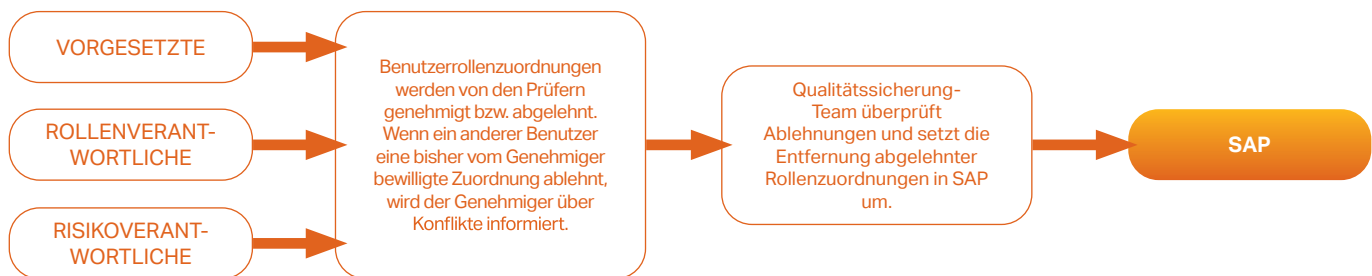 VORGESETZTE
ROLLENVERANT-
WORTLICHE
RISIKOVERANT-
WORTLICHE
Benutzerrollenzuordnungen
werden von den Prüfern
genehmigt bzw. abgelehnt.
Wenn ein anderer Benutzer
eine bisher vom Genehmiger
bewilligte Zuordnung ablehnt,
wird der Genehmiger über
Konflikte informiert.
Qualitätssicherung-
Team überprüft
Ablehnungen und setzt die
Entfernung abgelehnter
Rollenzuordnungen in SAP
um.
SAP